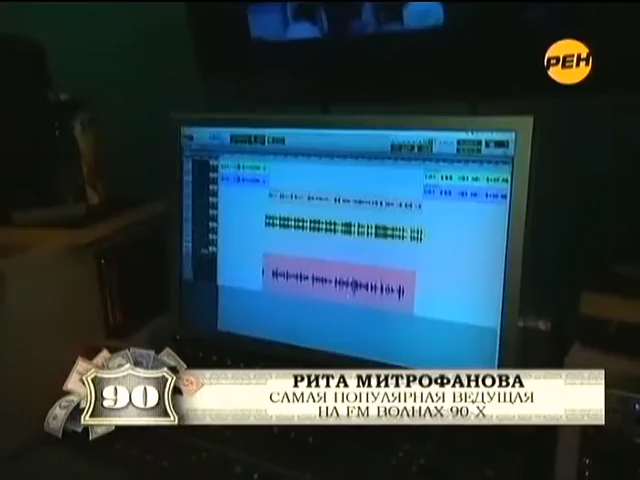 РЕН
90
РИТА МИТРОФАНОВА
САМАЯ ПОПУЛЯРНАЯ ВЕДУЩАЯ
НА FM ВОЛНАХ 90-Х